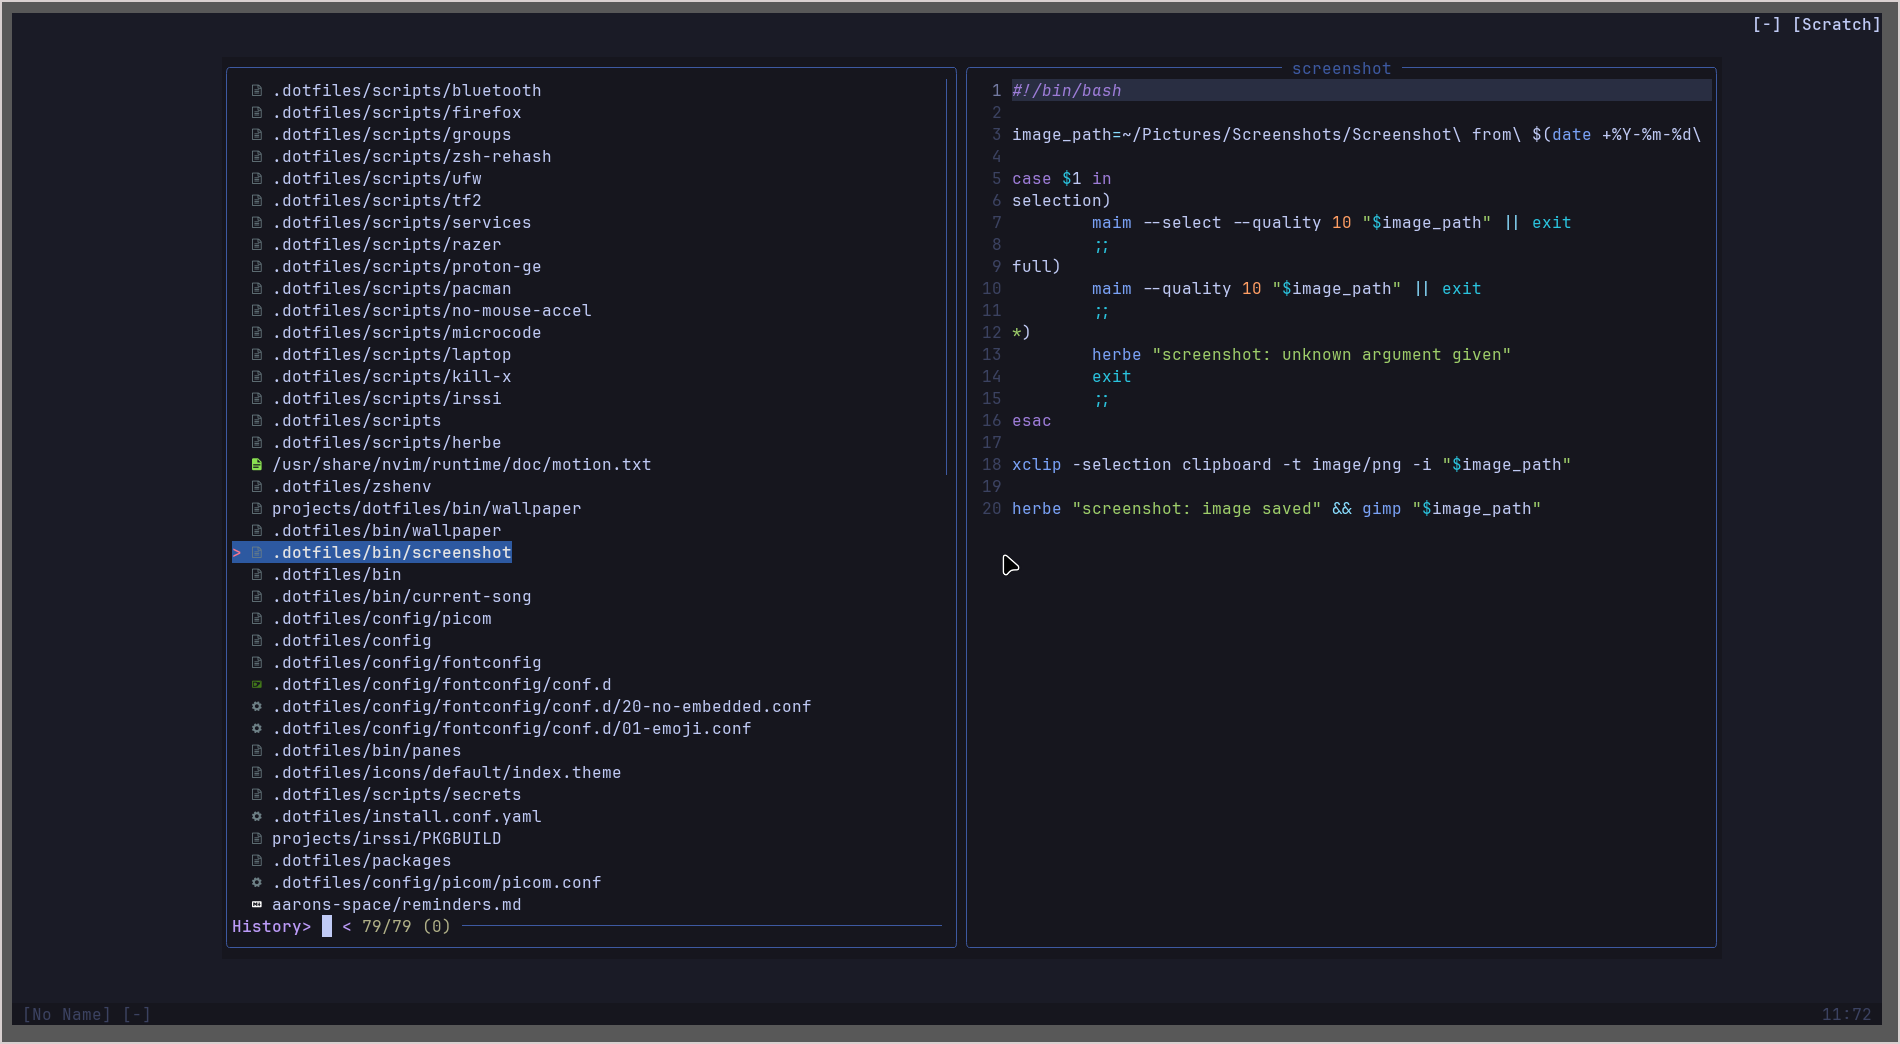 [-] [Scratch]
.dotfiles/scripts/bluetooth
.dotfiles/scripts/firefox
.dotfiles/scripts/groups
.dotfiles/scripts/zsh-rehash
.dotfiles/scripts/ufw
.dotfiles/scripts/tf2
.dotfiles/scripts/services
.dotfiles/scripts/razer
.dotfiles/scripts/proton-ge
.dotfiles/scripts/pacman
.dotfiles/scripts/no-mouse-accel
.dotfiles/scripts/microcode
.dotfiles/scripts/laptop
.dotfiles/scripts/kill-x
.dotfiles/scripts/irssi
.dotfiles/scripts
.dotfiles/scripts/herbe
/usr/share/nvim/runtime/doc/motion.txt
.dotfiles/zshenv
projects/dotfiles/bin/wallpaper
.dotfiles/bin/wallpaper
> .dotfiles/bin/screenshot
.dotfiles/bin
.dotfiles/bin/current-song
.dotfiles/config/picom
.dotfiles/config
.dotfiles/config/fontconfig
.dotfiles/config/fontconfig/conf.d
.dotfiles/config/fontconfig/conf.d/20-no-embedded.conf
.dotfiles/config/fontconfig/conf.d/01-emoji.conf
.dotfiles/bin/panes
.dotfiles/icons/default/index.theme
.dotfiles/scripts/secrets
.dotfiles/install.conf.yaml
projects/irssi/PKGBUILD
.dotfiles/packages
.dotfiles/config/picom/picom.conf
aarons-space/reminders.md
History> < 79/79 (0)
screenshot
1 #!/bin/bash
2
3 image_path=~/Pictures/Screenshots/Screenshot\ from\ $(date +%Y-%m-%d\
4
5 case $1 in
6 selection)
7         maim --select --quality 10 "$image_path" || exit
8         ;;
9 full)
10         maim --quality 10 "$image_path" || exit
11         ;;
12 *)
13         herbe "screenshot: unknown argument given"
14         exit
15         ;;
16 esac
17
18 xclip -selection clipboard -t image/png -i "$image_path"
19
20 herbe "screenshot: image saved" && gimp "$image_path"
[No Name] [-]
11:72